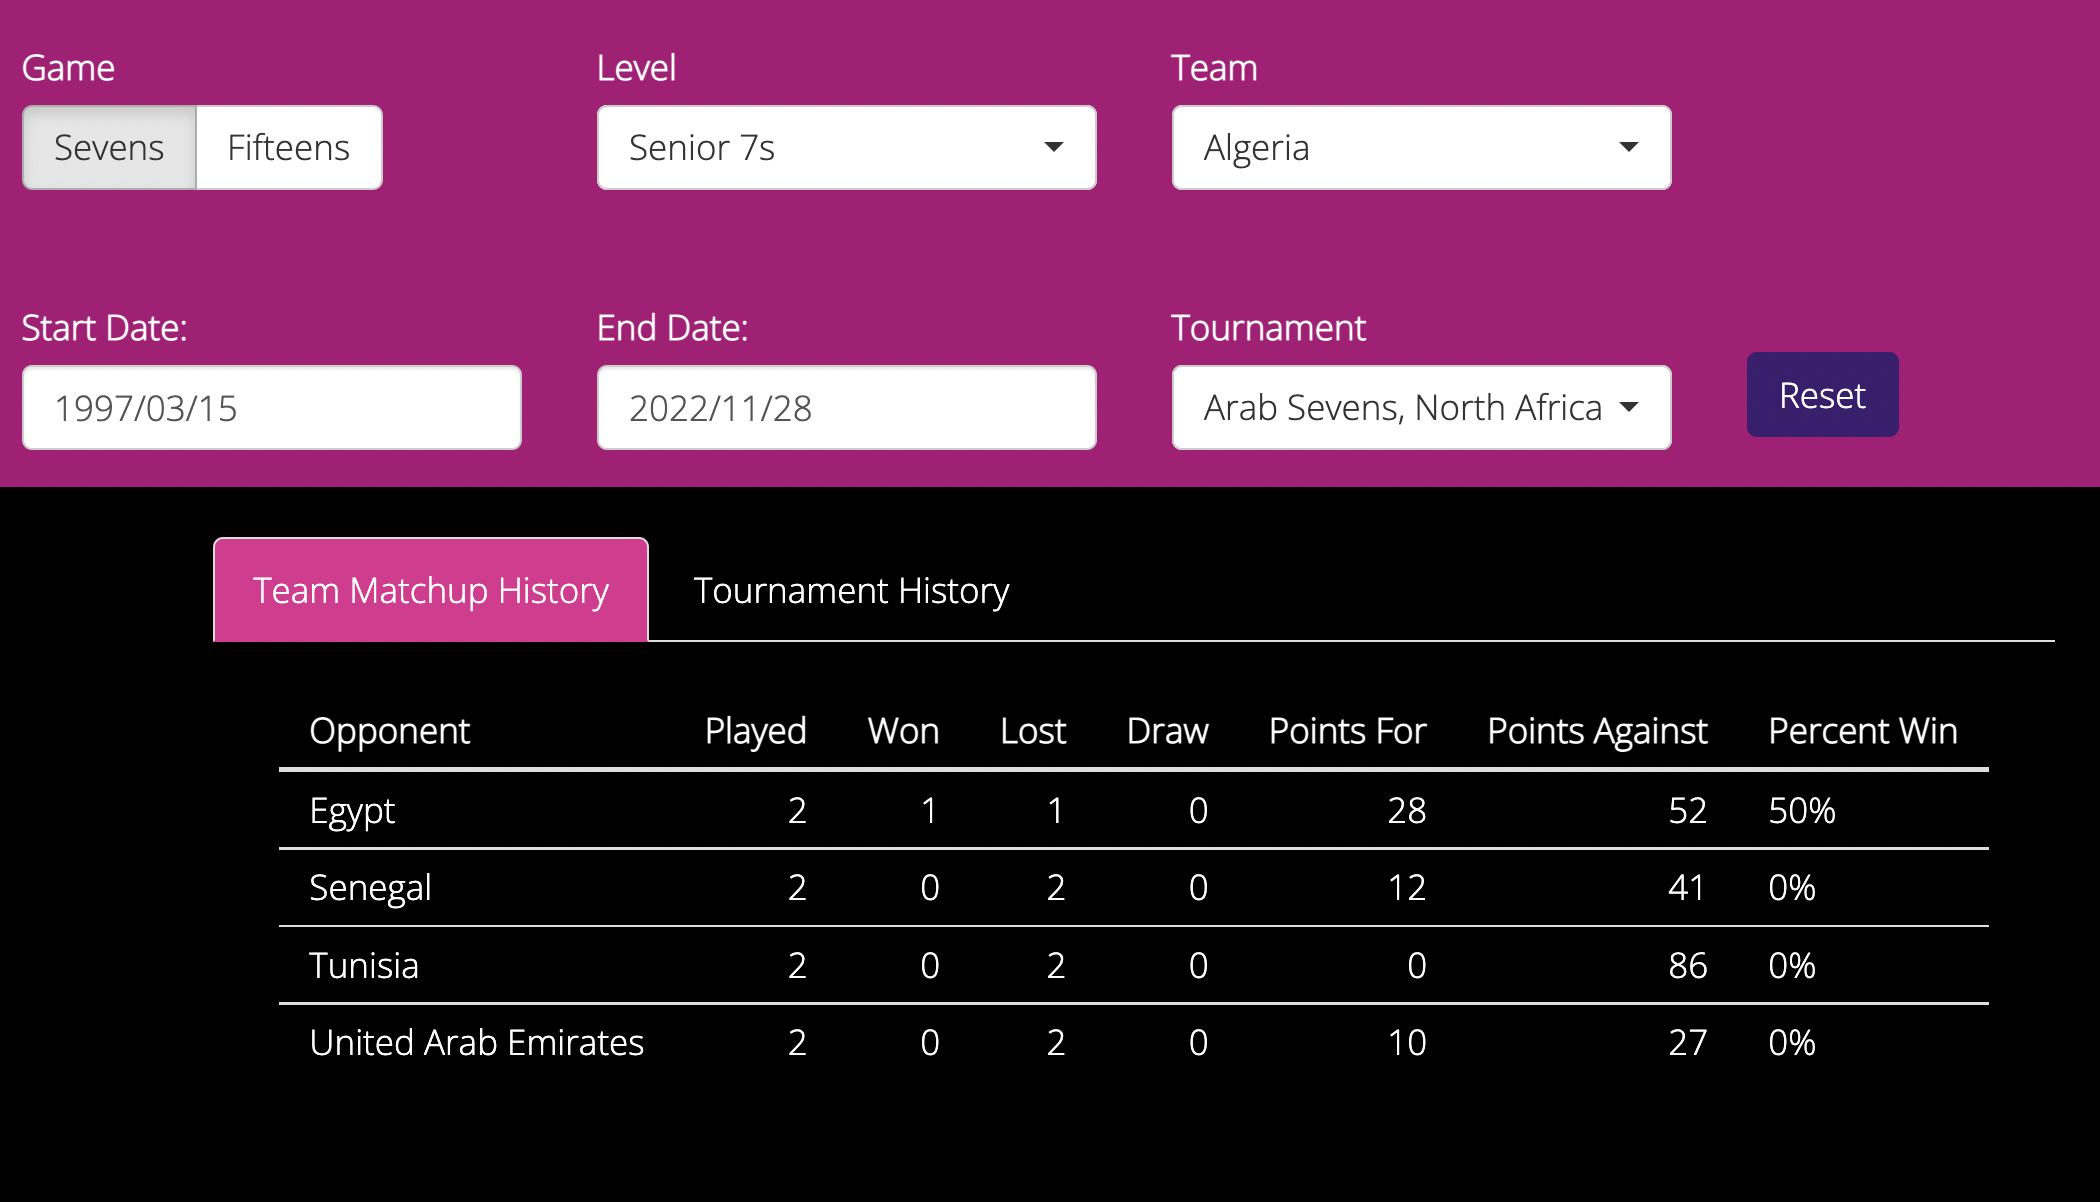 Game Level Team
Sevens Fifteens Senior 7s Algeria
Start Date: End Date: Tournament
1997/03/15 2022/11/28 Arab Sevens, North Africa Reset
Team Matchup History Tournament History
Opponent Played Won Lost Draw Points For Points Against Percent Win
Egypt 2 1 1 0 28 52 50%
Senegal 2 0 2 0 12 41 0%
Tunisia 2 0 2 0 0 86 0%
United Arab Emirates 2 0 2 0 10 27 0%